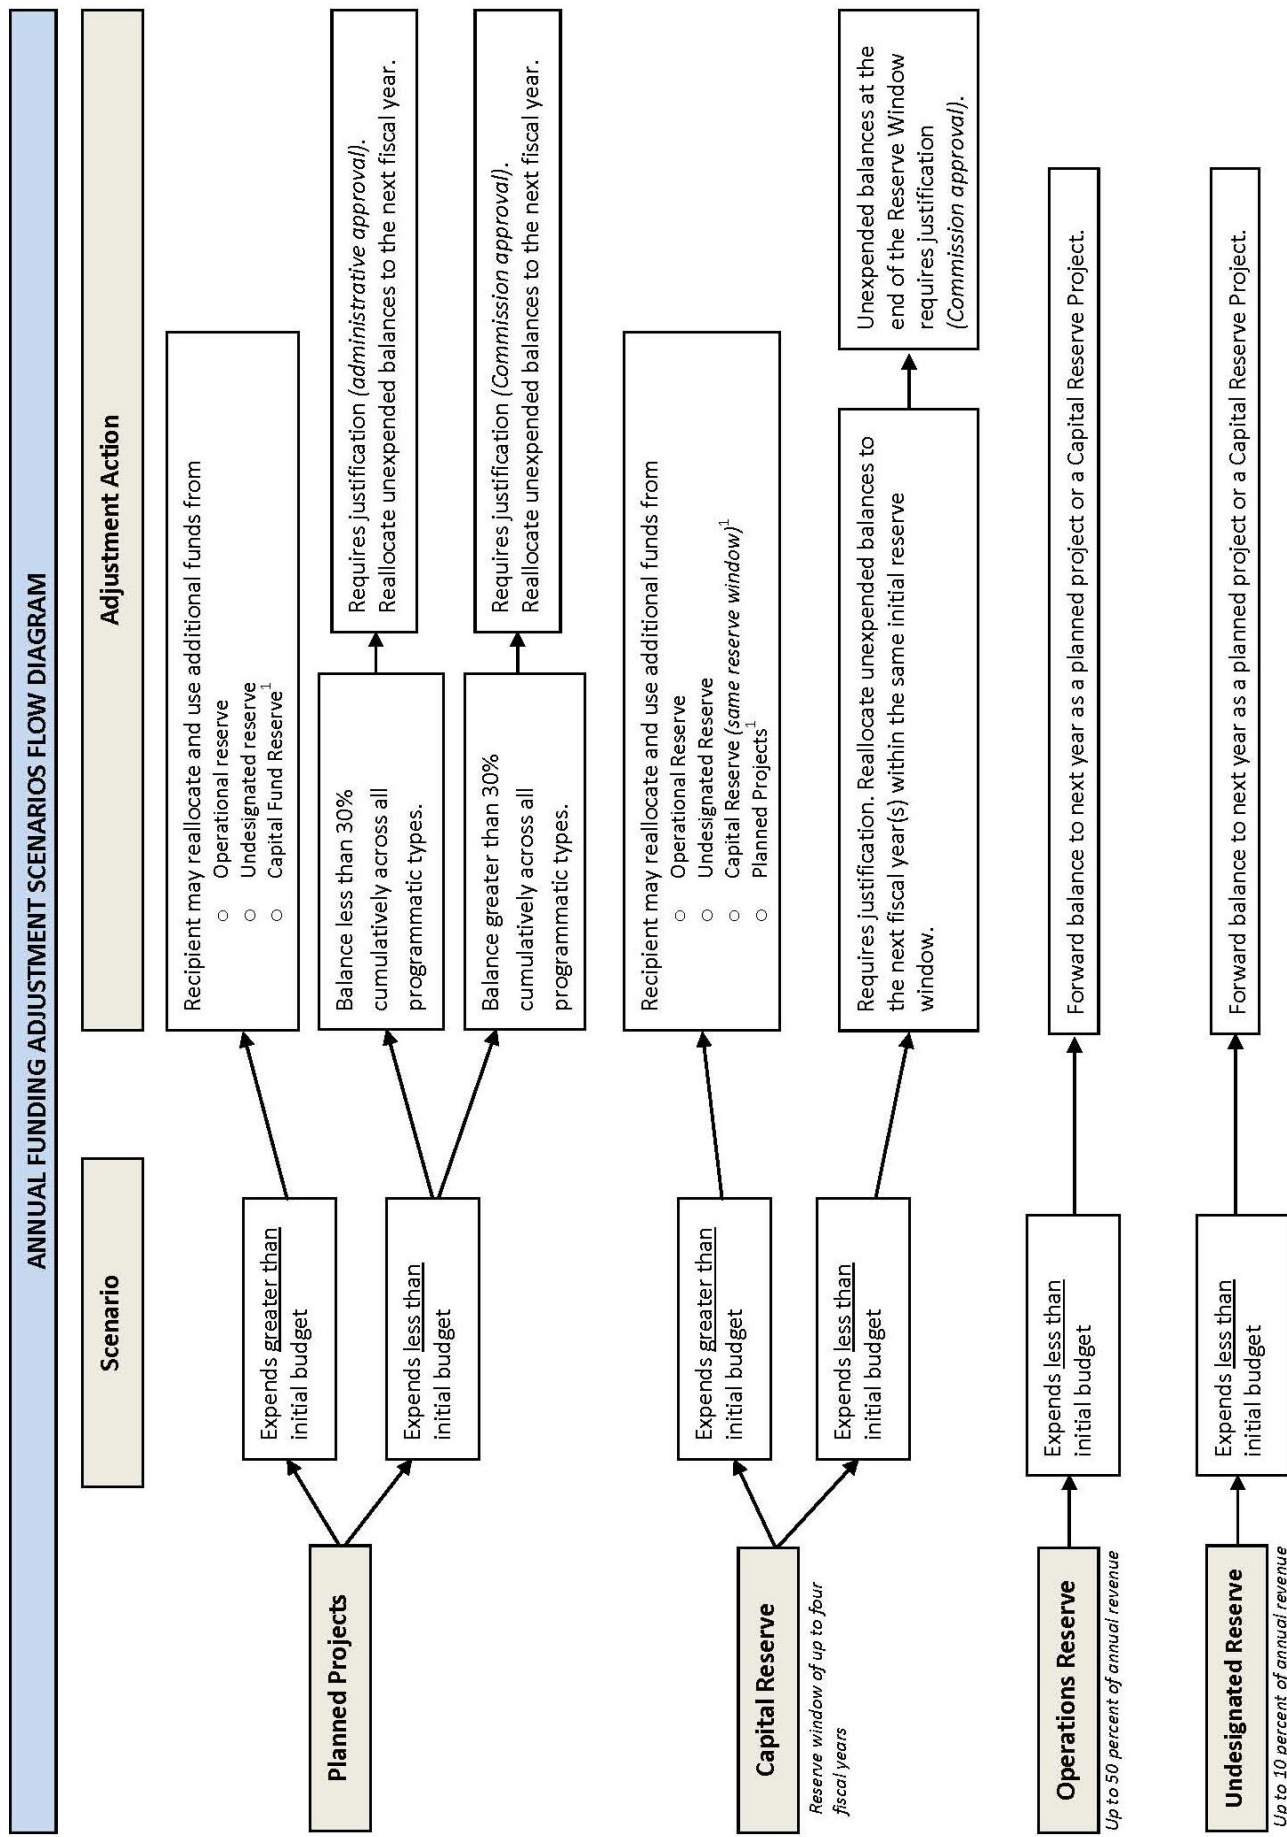 ANNUAL FUNDING ADJUSTMENT SCENARIOS FLOW DIAGRAM
Scenario
Adjustment Action
Planned Projects
Expends greater than
initial budget
Recipient may reallocate and use additional funds from
○ Operational reserve
○ Undesignated reserve
○ Capital Fund Reserve¹
Expends less than
initial budget
Balance less than 30%
cumulatively across all
programmatic types.
Requires justification (administrative approval).
Reallocate unexpended balances to the next fiscal year.
Balance greater than 30%
cumulatively across all
programmatic types.
Requires justification (Commission approval).
Reallocate unexpended balances to the next fiscal year.
Capital Reserve
Reserve window of up to four
fiscal years
Expends greater than
initial budget
Recipient may reallocate and use additional funds from
○ Operational Reserve
○ Undesignated Reserve
○ Capital Reserve (same reserve window)¹
○ Planned Projects¹
Expends less than
initial budget
Requires justification. Reallocate unexpended balances to
the next fiscal year(s) within the same initial reserve
window.
Unexpended balances at the
end of the Reserve Window
requires justification
(Commission approval).
Operations Reserve
Up to 50 percent of annual revenue
Expends less than
initial budget
Forward balance to next year as a planned project or a Capital Reserve Project.
Undesignated Reserve
Up to 10 percent of annual revenue
Expends less than
initial budget
Forward balance to next year as a planned project or a Capital Reserve Project.